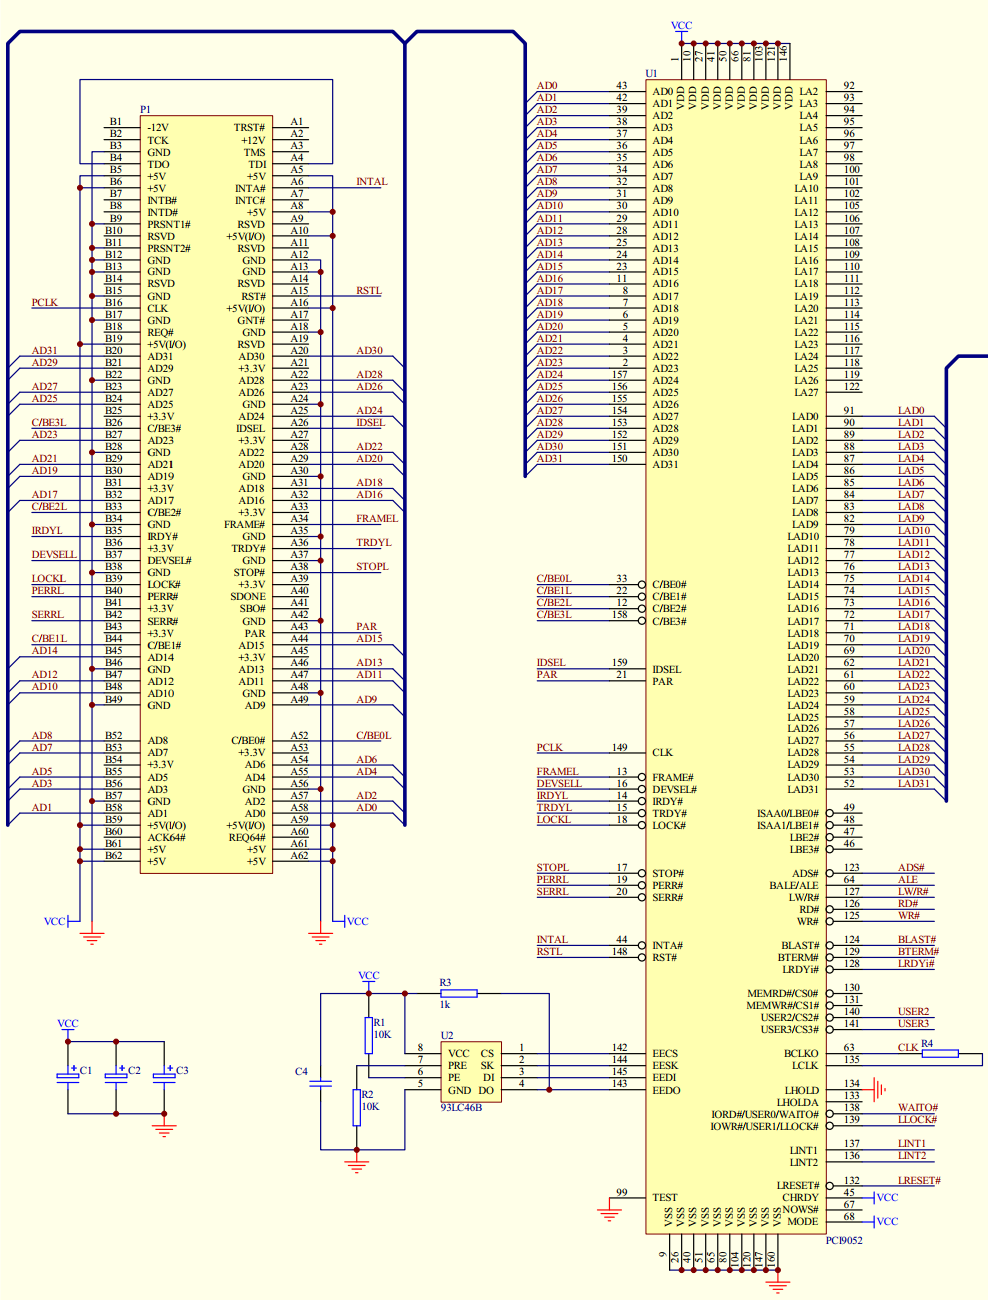 P1
B1 -12V TRST# A1
B2 TCK +12V A2
B3 GND TMS A3
B4 TDO TDI A4
B5 +5V +5V A5
B6 +5V INTA# A6 INTAL
B7 INTB# INTC# A7
B8 INTD# +5V A8
B9 PRSNT1# RSVD A9
B10 RSVD +5V(I/O) A10
B11 PRSNT2# RSVD A11
B12 GND GND A12
B13 GND GND A13
B14 RSVD RSVD A14
B15 GND RST# A15 RSTL
PCLK B16 CLK +5V(I/O) A16
B17 GND GNT# A17
B18 REQ# GND A18
B19 +5V(I/O) RSVD A19
AD31 B20 AD31 AD30 A20 AD30
AD29 B21 AD29 +3.3V A21
B22 GND AD28 A22 AD28
AD27 B23 AD27 AD26 A23 AD26
AD25 B24 AD25 GND A24
B25 +3.3V AD24 A25 AD24
C/BE3L B26 C/BE3# IDSEL A26 IDSEL
AD23 B27 AD23 +3.3V A27
B28 GND AD22 A28 AD22
AD21 B29 AD21 AD20 A29 AD20
AD19 B30 AD19 GND A30
B31 +3.3V AD18 A31 AD18
AD17 B32 AD17 AD16 A32 AD16
C/BE2L B33 C/BE2# +3.3V A33
B34 GND FRAME# A34 FRAMEL
IRDYL B35 IRDY# GND A35
B36 +3.3V TRDY# A36 TRDYL
DEVSELL B37 DEVSEL# GND A37
B38 GND STOP# A38 STOPL
LOCKL B39 LOCK# +3.3V A39
PERRL B40 PERR# SDONE A40
B41 +3.3V SBO# A41
SERRL B42 SERR# GND A42
B43 +3.3V PAR A43 PAR
C/BE1L B44 C/BE1# AD15 A44 AD15
AD14 B45 AD14 +3.3V A45
B46 GND AD13 A46 AD13
AD12 B47 AD12 AD11 A47 AD11
AD10 B48 AD10 GND A48
B49 GND AD9 A49 AD9
AD8 B52 AD8 C/BE0# A52 C/BE0L
AD7 B53 AD7 +3.3V A53
B54 +3.3V AD6 A54 AD6
AD5 B55 AD5 AD4 A55 AD4
AD3 B56 AD3 GND A56
B57 GND AD2 A57 AD2
AD1 B58 AD1 AD0 A58 AD0
B59 +5V(I/O) +5V(I/O) A59
B60 ACK64# REQ64# A60
B61 +5V +5V A61
B62 +5V +5V A62
VCC VCC
VCC
1 10 27 41 50 66 81 103 121 146
U1
VDD VDD VDD VDD VDD VDD VDD VDD VDD VDD
AD0 43 AD0
AD1 42 AD1
AD2 39 AD2
AD3 38 AD3
AD4 37 AD4
AD5 36 AD5
AD6 35 AD6
AD7 34 AD7
AD8 32 AD8
AD9 31 AD9
AD10 30 AD10
AD11 29 AD11
AD12 28 AD12
AD13 25 AD13
AD14 24 AD14
AD15 23 AD15
AD16 11 AD16
AD17 8 AD17
AD18 7 AD18
AD19 6 AD19
AD20 5 AD20
AD21 4 AD21
AD22 3 AD22
AD23 2 AD23
AD24 157 AD24
AD25 156 AD25
AD26 155 AD26
AD27 154 AD27
AD28 153 AD28
AD29 152 AD29
AD30 151 AD30
AD31 150 AD31
C/BE0L 33 C/BE0#
C/BE1L 22 C/BE1#
C/BE2L 12 C/BE2#
C/BE3L 158 C/BE3#
IDSEL 159 IDSEL
PAR 21 PAR
PCLK 149 CLK
FRAMEL 13 FRAME#
DEVSELL 16 DEVSEL#
IRDYL 14 IRDY#
TRDYL 15 TRDY#
LOCKL 18 LOCK#
STOPL 17 STOP#
PERRL 19 PERR#
SERRL 20 SERR#
INTAL 44 INTA#
RSTL 148 RST#
142 EECS
144 EESK
145 EEDI
143 EEDO
99 TEST
LA2 92
LA3 93
LA4 94
LA5 95
LA6 96
LA7 97
LA8 98
LA9 100
LA10 101
LA11 102
LA12 105
LA13 106
LA14 107
LA15 108
LA16 109
LA17 110
LA18 111
LA19 112
LA20 113
LA21 114
LA22 115
LA23 116
LA24 117
LA25 118
LA26 119
LA27 122
LAD0 91 LAD0
LAD1 90 LAD1
LAD2 89 LAD2
LAD3 88 LAD3
LAD4 87 LAD4
LAD5 86 LAD5
LAD6 85 LAD6
LAD7 84 LAD7
LAD8 83 LAD8
LAD9 82 LAD9
LAD10 79 LAD10
LAD11 78 LAD11
LAD12 77 LAD12
LAD13 76 LAD13
LAD14 75 LAD14
LAD15 74 LAD15
LAD16 73 LAD16
LAD17 72 LAD17
LAD18 71 LAD18
LAD19 70 LAD19
LAD20 69 LAD20
LAD21 62 LAD21
LAD22 61 LAD22
LAD23 60 LAD23
LAD24 59 LAD24
LAD25 58 LAD25
LAD26 57 LAD26
LAD27 56 LAD27
LAD28 55 LAD28
LAD29 54 LAD29
LAD30 53 LAD30
LAD31 52 LAD31
ISAA0/LBE0# 49
ISAA1/LBE1# 48
LBE2# 47
LBE3# 46
ADS# 123 ADS#
BALE/ALE 64 ALE
LW/R# 127 LW/R#
RD# 126 RD#
WR# 125 WR#
BLAST# 124 BLAST#
BTERM# 129 BTERM#
LRDYi# 128 LRDYi#
MEMRD#/CS0# 130
MEMWR#/CS1# 131
USER2/CS2# 140 USER2
USER3/CS3# 141 USER3
BCLKO 63 CLK R4
LCLK 135
LHOLD 134
LHOLDA 133
IORD#/USER0/WAITO# 138 WAITO#
IOWR#/USER1/LLOCK# 139 LLOCK#
LINT1 137 LINT1
LINT2 136 LINT2
LRESET# 132 LRESET#
CHRDY 45 VCC
NOWS# 67
MODE 68 VCC
VSS VSS VSS VSS VSS VSS VSS VSS VSS VSS
PCI9052
9 26 40 51 65 80 104 120 147 160
VCC
C1 C2 C3
VCC
R3
1k
R1
10K
C4
R2
10K
U2
8 VCC CS 1
7 PRE SK 2
6 PE DI 3
5 GND DO 4
93LC46B